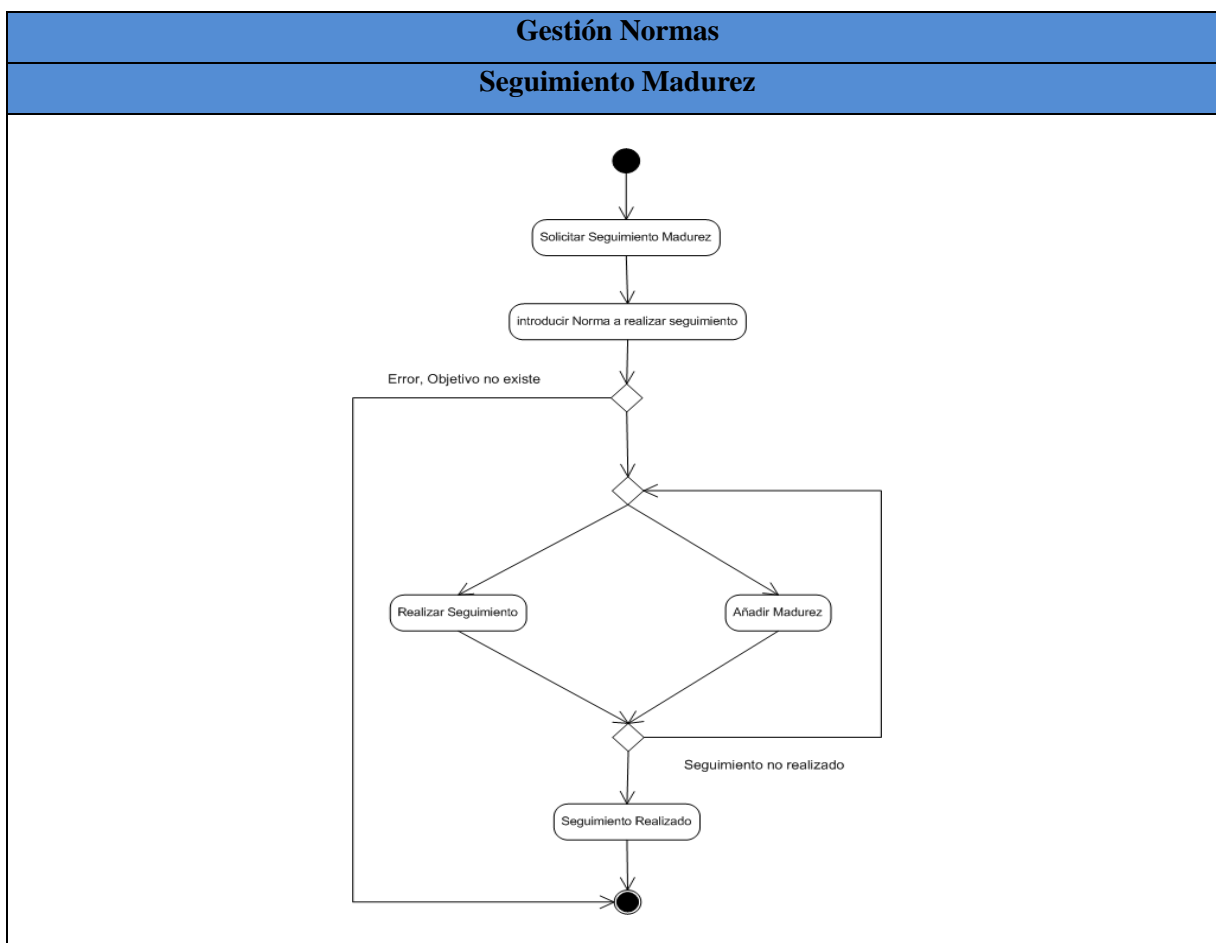 Gestión Normas
Seguimiento Madurez
Solicitar Seguimiento Madurez
introducir Norma a realizar seguimiento
Error, Objetivo no existe
Realizar Seguimiento
Añadir Madurez
Seguimiento no realizado
Seguimiento Realizado